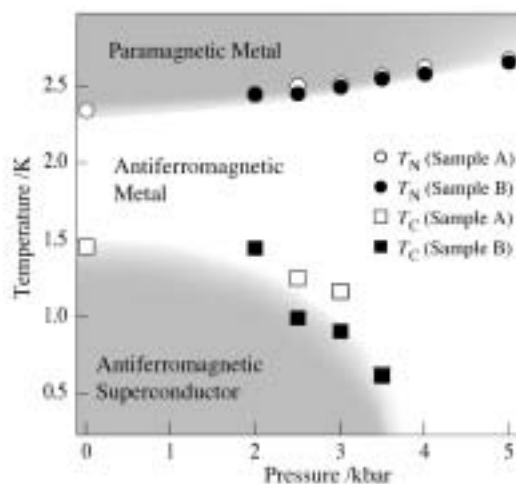 Paramagnetic Metal
2.5
Antiferromagnetic
Metal
2.0
Temperature /K
1.5
1.0
0.5
Antiferromagnetic
Superconductor
T_N (Sample A)
T_N (Sample B)
T_C (Sample A)
T_C (Sample B)
0 1 2 3 4 5
Pressure /kbar